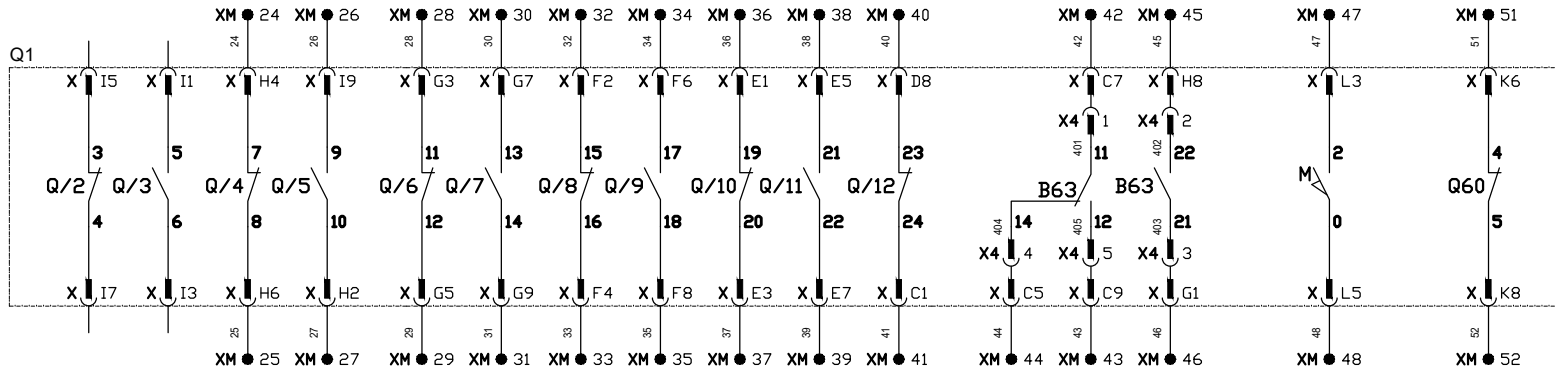 XM 24 XM 26 XM 28 XM 30 XM 32 XM 34 XM 36 XM 38 XM 40 XM 42 XM 45 XM 47 XM 51
24 26 28 30 32 34 36 38 40 42 45 47 51
Q1
X I5 X I1 X H4 X I9 X G3 X G7 X F2 X F6 X E1 X E5 X D8 X C7 X H8 X L3 X K6
X4 1 X4 2
401 402
3 5 7 9 11 13 15 17 19 21 23 11 22 2 4
Q/2 Q/3 Q/4 Q/5 Q/6 Q/7 Q/8 Q/9 Q/10 Q/11 Q/12 B63 B63 M Q60
4 6 8 10 12 14 16 18 20 22 24 14 12 21 0 5
404 405 403
X4 4 X4 5 X4 3
X I7 X I3 X H6 X H2 X G5 X G9 X F4 X F8 X E3 X E7 X C1 X C5 X C9 X G1 X L5 X K8
25 27 29 31 33 35 37 39 41 44 43 46 48 52
XM 25 XM 27 XM 29 XM 31 XM 33 XM 35 XM 37 XM 39 XM 41 XM 44 XM 43 XM 46 XM 48 XM 52